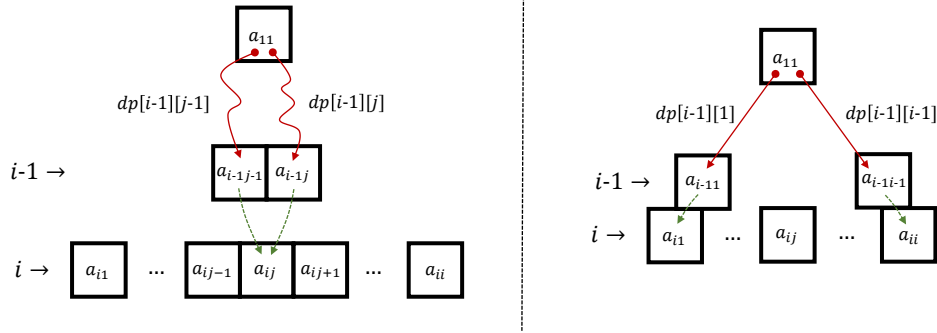 a₁₁
dp[i-1][j-1] dp[i-1][j]
i-1 → aᵢ₋₁ⱼ₋₁ aᵢ₋₁ⱼ
i → aᵢ₁ ... aᵢⱼ₋₁ aᵢⱼ aᵢⱼ₊₁ ... aᵢᵢ
a₁₁
dp[i-1][1] dp[i-1][i-1]
i-1 → aᵢ₋₁₁ aᵢ₋₁ᵢ₋₁
i → aᵢ₁ ... aᵢⱼ ... aᵢᵢ